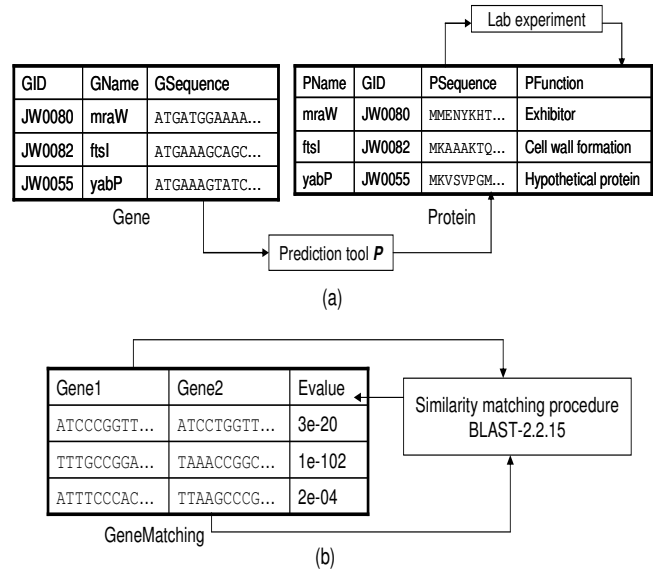 Lab experiment
GID GName GSequence
JW0080 mraW ATGATGGAAAA...
JW0082 ftsI ATGAAAGCAGC...
JW0055 yabP ATGAAAGTATC...
Gene
PName GID PSequence PFunction
mraW JW0080 MMENYKHT... Exhibitor
ftsI JW0082 MKAAAKTQ... Cell wall formation
yabP JW0055 MKVSVPGM... Hypothetical protein
Protein
Prediction tool P
(a)
Gene1 Gene2 Evalue
ATCCCGGTT... ATCCTGGTT... 3e-20
TTTGCCGGA... TAAACCGGC... 1e-102
ATTTCCCAC... TTAAGCCCG... 2e-04
GeneMatching
Similarity matching procedure
BLAST-2.2.15
(b)